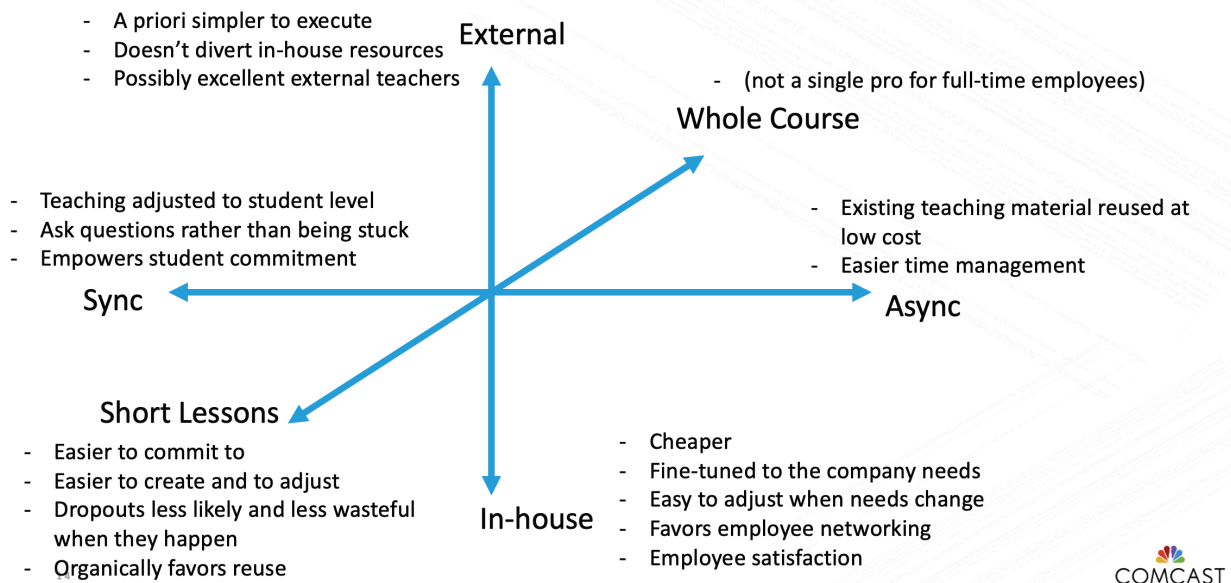 - A priori simpler to execute
- Doesn’t divert in-house resources
- Possibly excellent external teachers
External
- (not a single pro for full-time employees)
Whole Course
- Teaching adjusted to student level
- Ask questions rather than being stuck
- Empowers student commitment
Sync
- Existing teaching material reused at
low cost
- Easier time management
Async
Short Lessons
- Easier to commit to
- Easier to create and to adjust
- Dropouts less likely and less wasteful
when they happen
- Organically favors reuse
In-house
- Cheaper
- Fine-tuned to the company needs
- Easy to adjust when needs change
- Favors employee networking
- Employee satisfaction
COMCAST